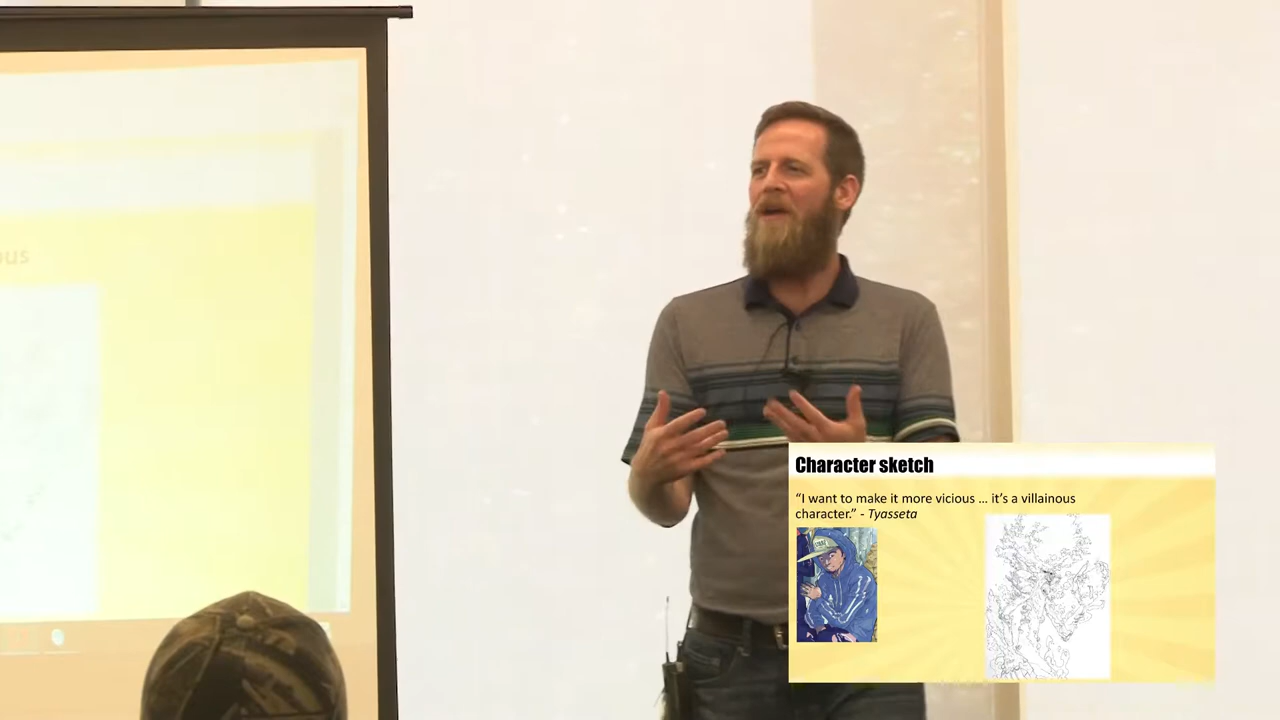 Character sketch
“I want to make it more vicious … it’s a villainous
character.” - Tyasseta